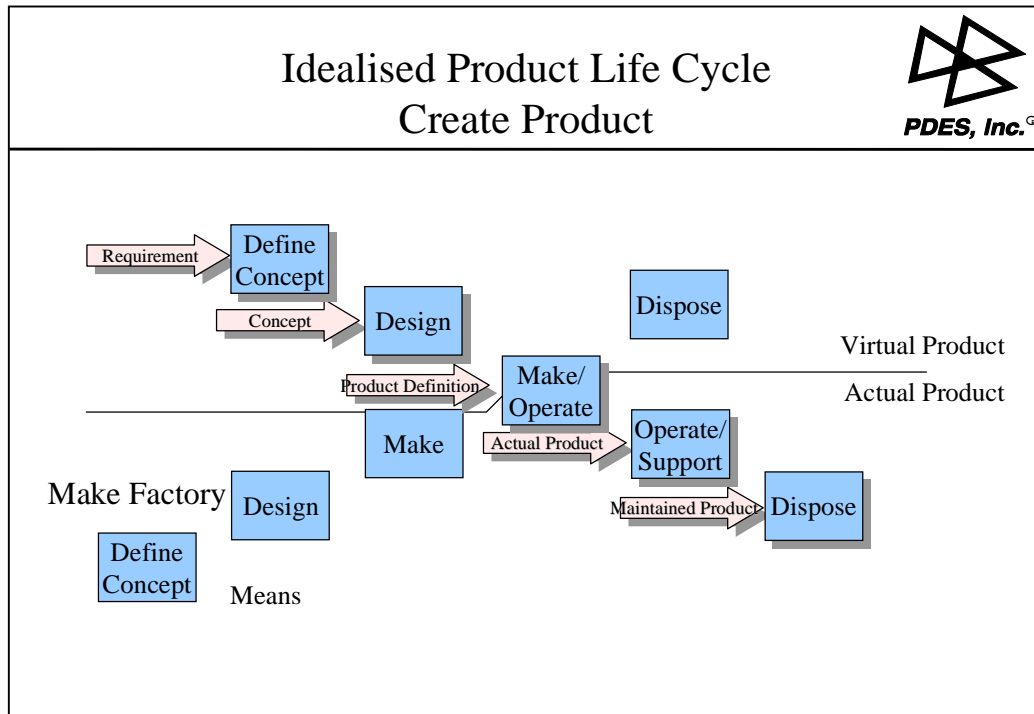 Idealised Product Life Cycle
Create Product
PDES, Inc.
Requirement
Define
Concept
Concept
Design
Dispose
Virtual Product
Product Definition
Make/
Operate
Actual Product
Make
Actual Product
Operate/
Support
Make Factory
Design
Maintained Product
Dispose
Define
Concept
Means